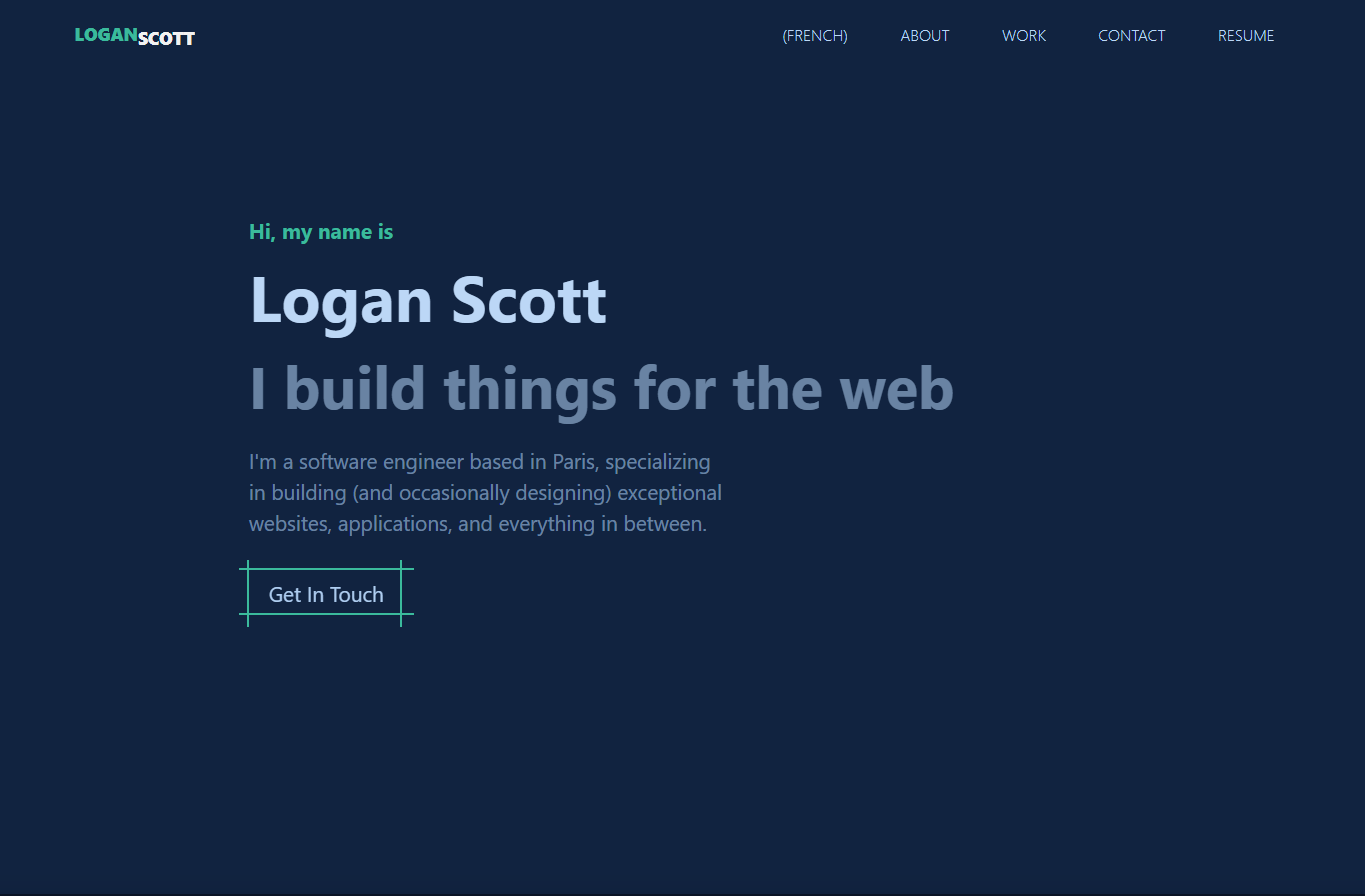 LOGANSCOTT (FRENCH) ABOUT WORK CONTACT RESUME
Hi, my name is
Logan Scott
I build things for the web
I'm a software engineer based in Paris, specializing
in building (and occasionally designing) exceptional
websites, applications, and everything in between.
Get In Touch